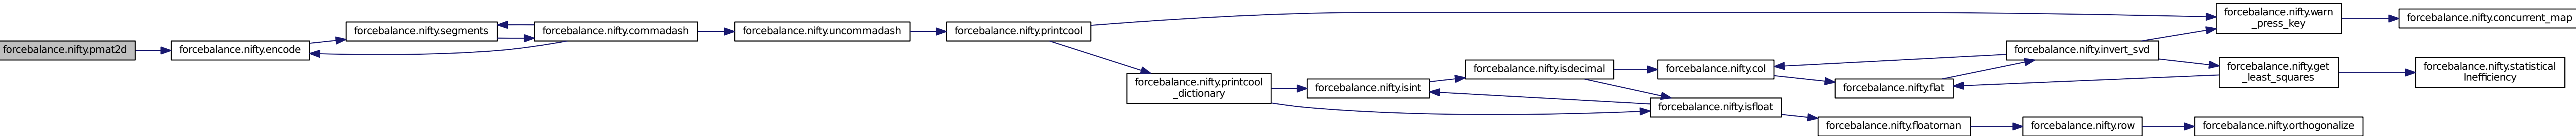 forcebalance.nifty.pmat2d
forcebalance.nifty.encode
forcebalance.nifty.segments
forcebalance.nifty.commadash
forcebalance.nifty.uncommadash
forcebalance.nifty.printcool
forcebalance.nifty.printcool
_dictionary
forcebalance.nifty.isint
forcebalance.nifty.isdecimal
forcebalance.nifty.isfloat
forcebalance.nifty.col
forcebalance.nifty.floatornan
forcebalance.nifty.flat
forcebalance.nifty.invert_svd
forcebalance.nifty.row
forcebalance.nifty.warn
_press_key
forcebalance.nifty.get
_least_squares
forcebalance.nifty.orthogonalize
forcebalance.nifty.concurrent_map
forcebalance.nifty.statistical
Inefficiency